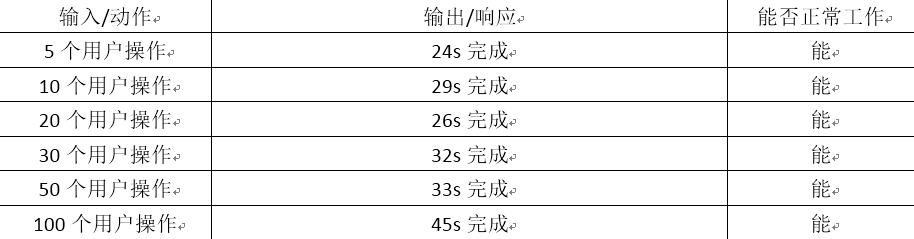 输入/动作 输出/响应 能否正常工作
5 个用户操作 24s 完成 能
10 个用户操作 29s 完成 能
20 个用户操作 26s 完成 能
30 个用户操作 32s 完成 能
50 个用户操作 33s 完成 能
100 个用户操作 45s 完成 能